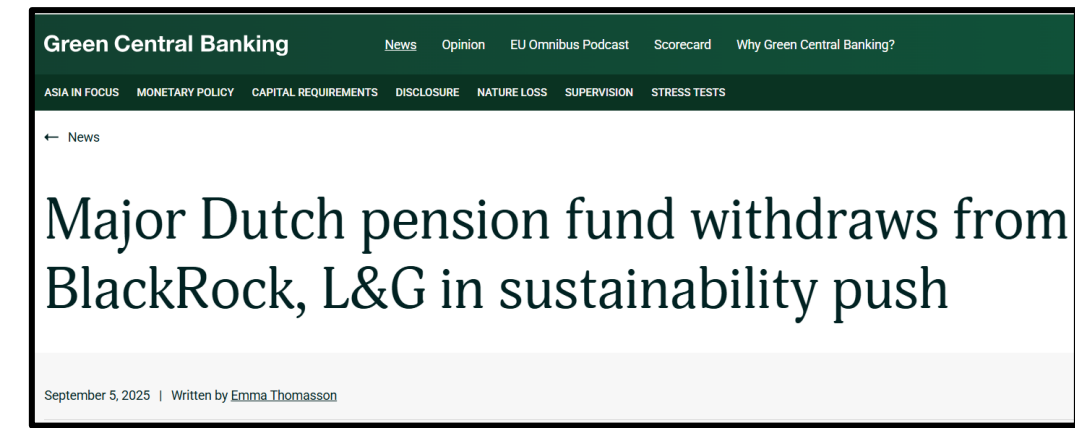 Green Central Banking News Opinion EU Omnibus Podcast Scorecard Why Green Central Banking?
ASIA IN FOCUS MONETARY POLICY CAPITAL REQUIREMENTS DISCLOSURE NATURE LOSS SUPERVISION STRESS TESTS
← News
Major Dutch pension fund withdraws from
BlackRock, L&G in sustainability push
September 5, 2025 | Written by Emma Thomasson